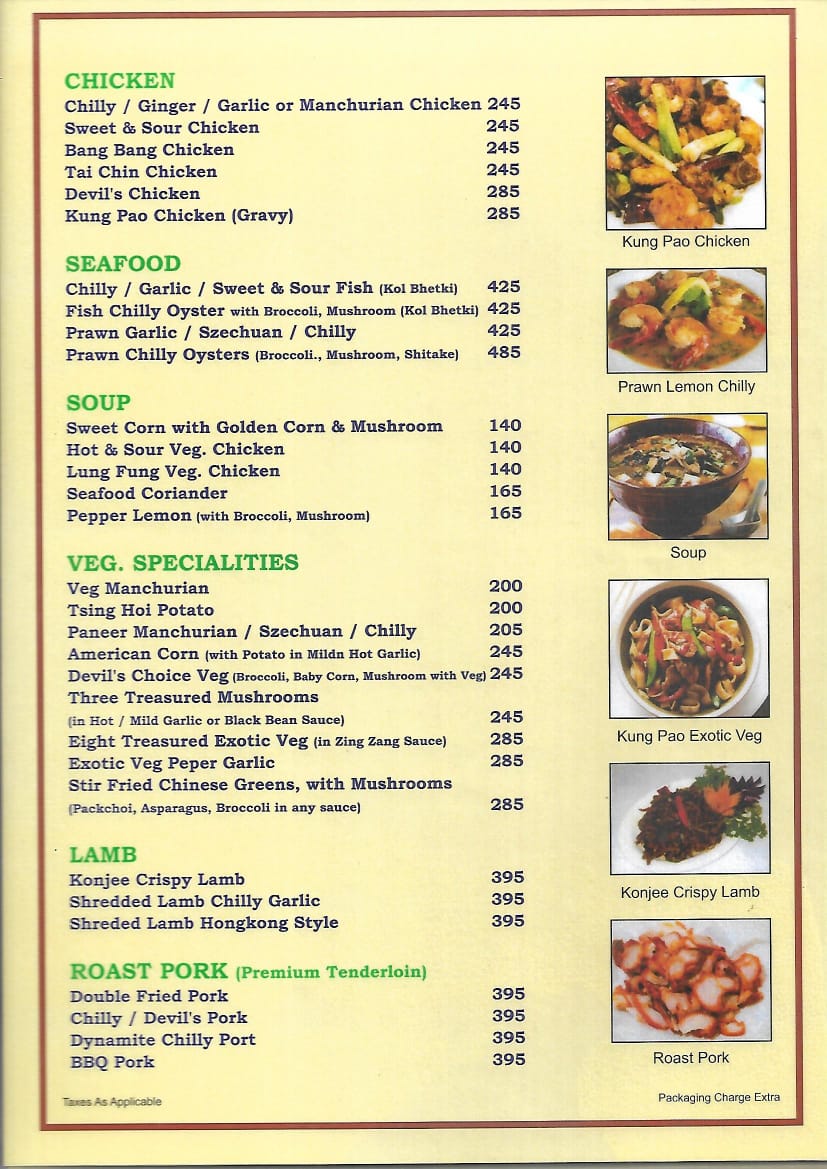 CHICKEN
Chilly / Ginger / Garlic or Manchurian Chicken 245
Sweet & Sour Chicken 245
Bang Bang Chicken 245
Tai Chin Chicken 245
Devil's Chicken 285
Kung Pao Chicken (Gravy) 285
Kung Pao Chicken
SEAFOOD
Chilly / Garlic / Sweet & Sour Fish (Kol Bhetki) 425
Fish Chilly Oyster with Broccoli, Mushroom (Kol Bhetki) 425
Prawn Garlic / Szechuan / Chilly 425
Prawn Chilly Oysters (Broccoli., Mushroom, Shitake) 485
Prawn Lemon Chilly
SOUP
Sweet Corn with Golden Corn & Mushroom 140
Hot & Sour Veg. Chicken 140
Lung Fung Veg. Chicken 140
Seafood Coriander 165
Pepper Lemon (with Broccoli, Mushroom) 165
Soup
VEG. SPECIALITIES
Veg Manchurian 200
Tsing Hoi Potato 200
Paneer Manchurian / Szechuan / Chilly 205
American Corn (with Potato in Mildn Hot Garlic) 245
Devil's Choice Veg (Broccoli, Baby Corn, Mushroom with Veg) 245
Three Treasured Mushrooms
(in Hot / Mild Garlic or Black Bean Sauce) 245
Eight Treasured Exotic Veg (in Zing Zang Sauce) 285
Exotic Veg Peper Garlic 285
Stir Fried Chinese Greens, with Mushrooms
(Packchoi, Asparagus, Broccoli in any sauce) 285
Kung Pao Exotic Veg
LAMB
Konjee Crispy Lamb 395
Shredded Lamb Chilly Garlic 395
Shreded Lamb Hongkong Style 395
Konjee Crispy Lamb
ROAST PORK (Premium Tenderloin)
Double Fried Pork 395
Chilly / Devil's Pork 395
Dynamite Chilly Port 395
BBQ Pork 395
Roast Pork
Taxes As Applicable
Packaging Charge Extra